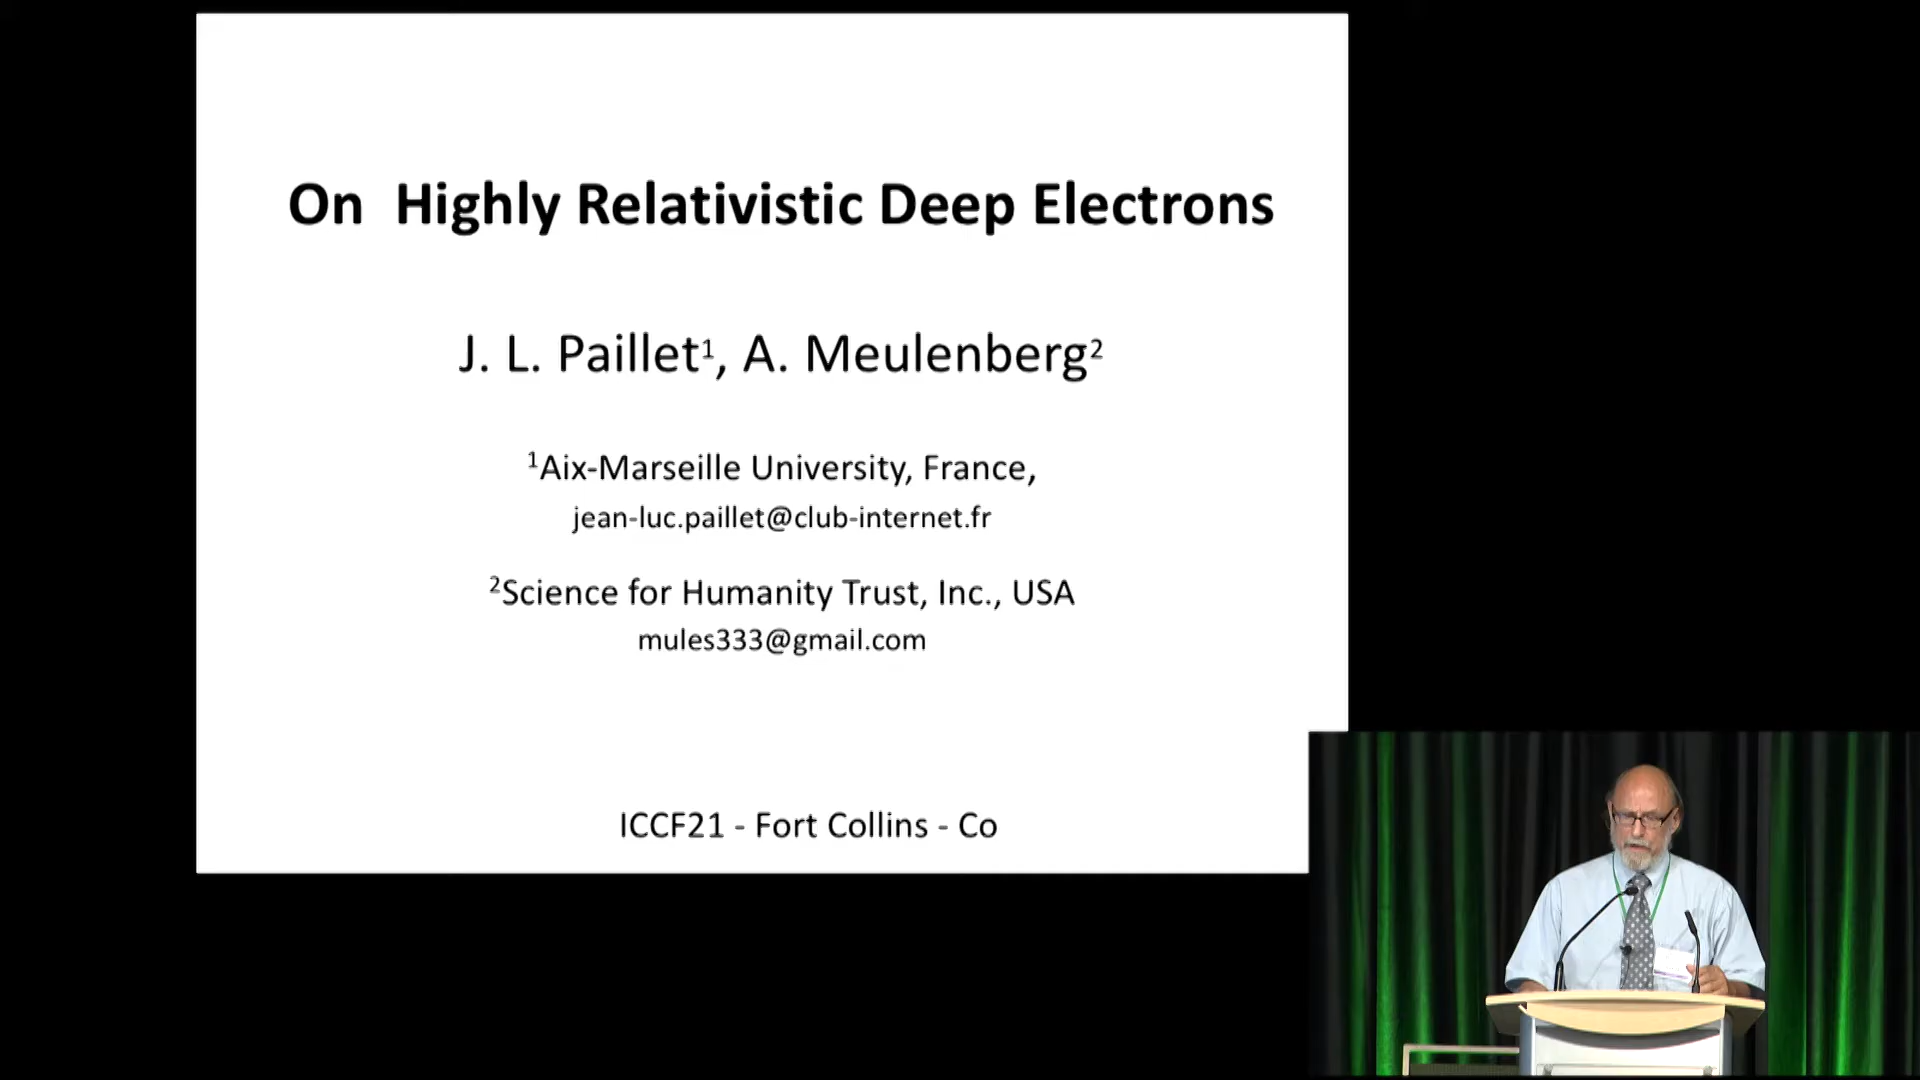 On  Highly Relativistic Deep Electrons
J. L. Paillet¹, A. Meulenberg²
¹Aix-Marseille University, France,
jean-luc.paillet@club-internet.fr
²Science for Humanity Trust, Inc., USA
mules333@gmail.com
ICCF21 - Fort Collins - Co